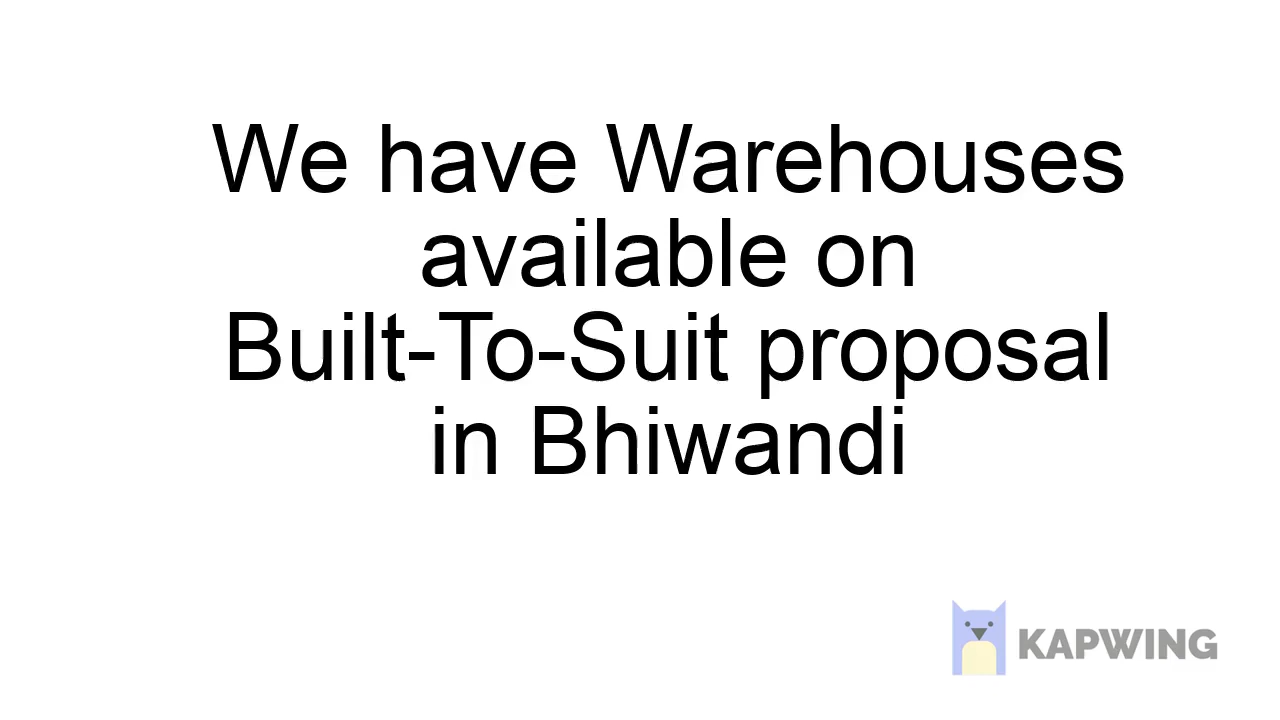 We have Warehouses
available on
Built-To-Suit proposal
in Bhiwandi
KAPWING